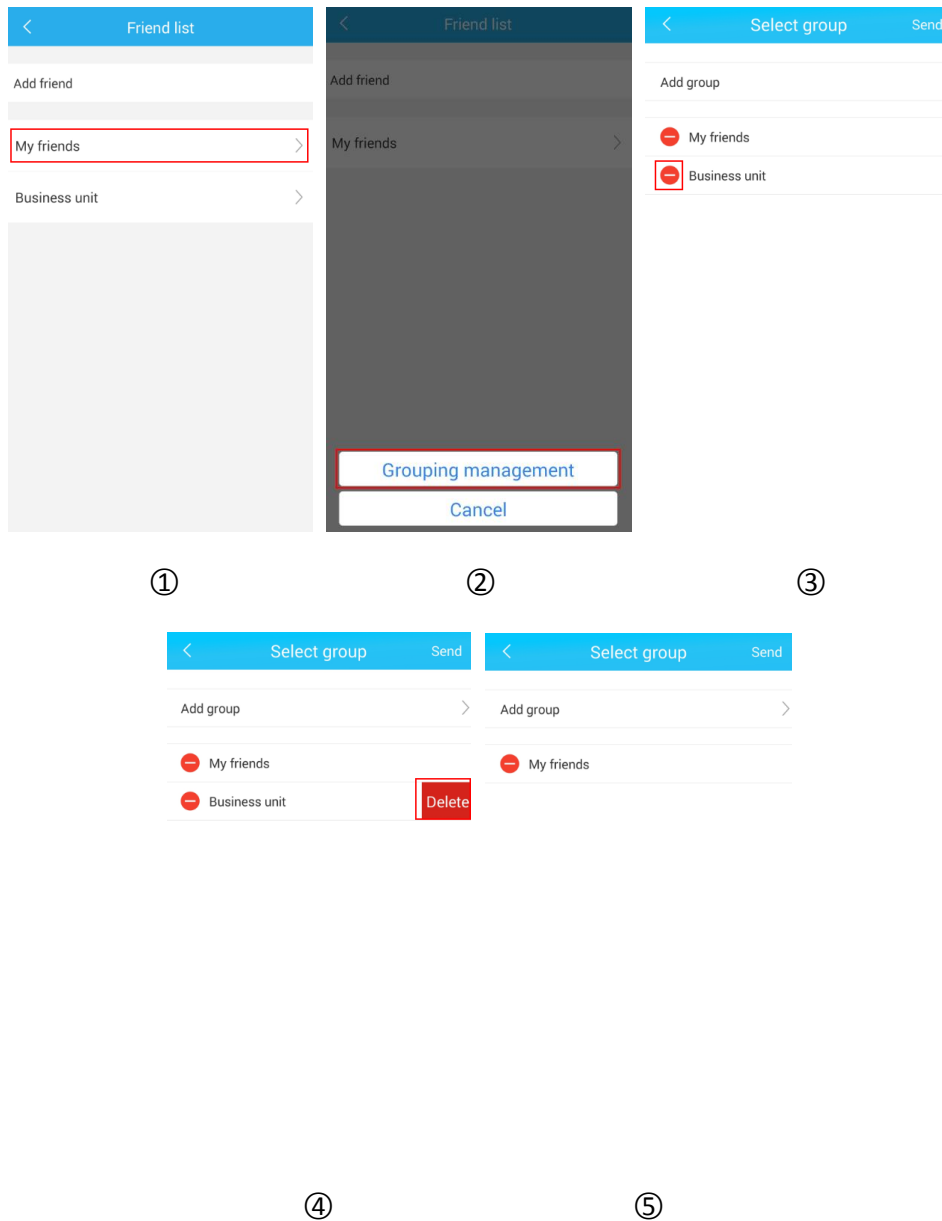 Friend list
Add friend
My friends
Business unit
Friend list
Add friend
My friends
Grouping management
Cancel
Select group Send
Add group
My friends
Business unit
① ② ③
Select group Send
Add group
My friends
Business unit Delete
Select group Send
Add group
My friends
④ ⑤